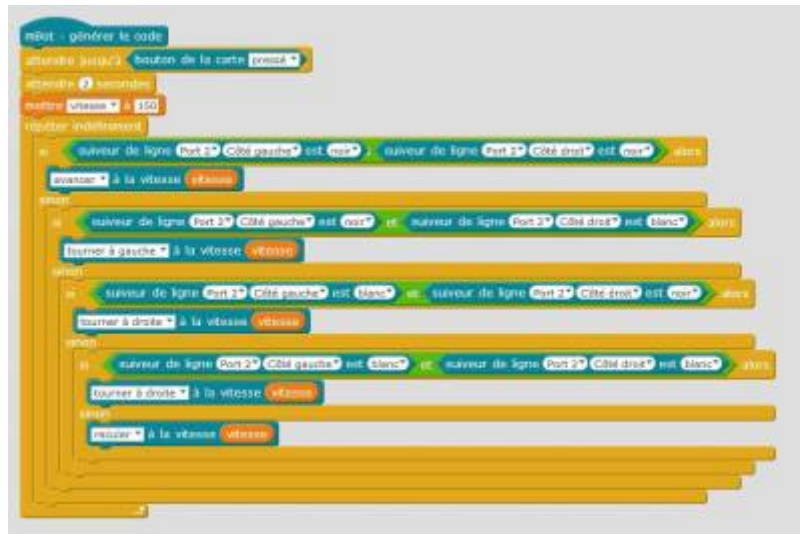 mBot - générer le code
attendre jusqu'à bouton de la carte pressé
attendre 2 secondes
mettre vitesse à 150
répéter indéfiniment
si suiveur de ligne Port 2 Côté gauche est noir suiveur de ligne Port 2 Côté droit est noir alors
avancer à la vitesse vitesse
sinon
si suiveur de ligne Port 2 Côté gauche est noir et suiveur de ligne Port 2 Côté droit est blanc alors
tourner à gauche à la vitesse vitesse
sinon
si suiveur de ligne Port 2 Côté gauche est blanc et suiveur de ligne Port 2 Côté droit est noir alors
tourner à droite à la vitesse vitesse
sinon
si suiveur de ligne Port 2 Côté gauche est blanc et suiveur de ligne Port 2 Côté droit est blanc alors
tourner à droite à la vitesse vitesse
sinon
reculer à la vitesse vitesse